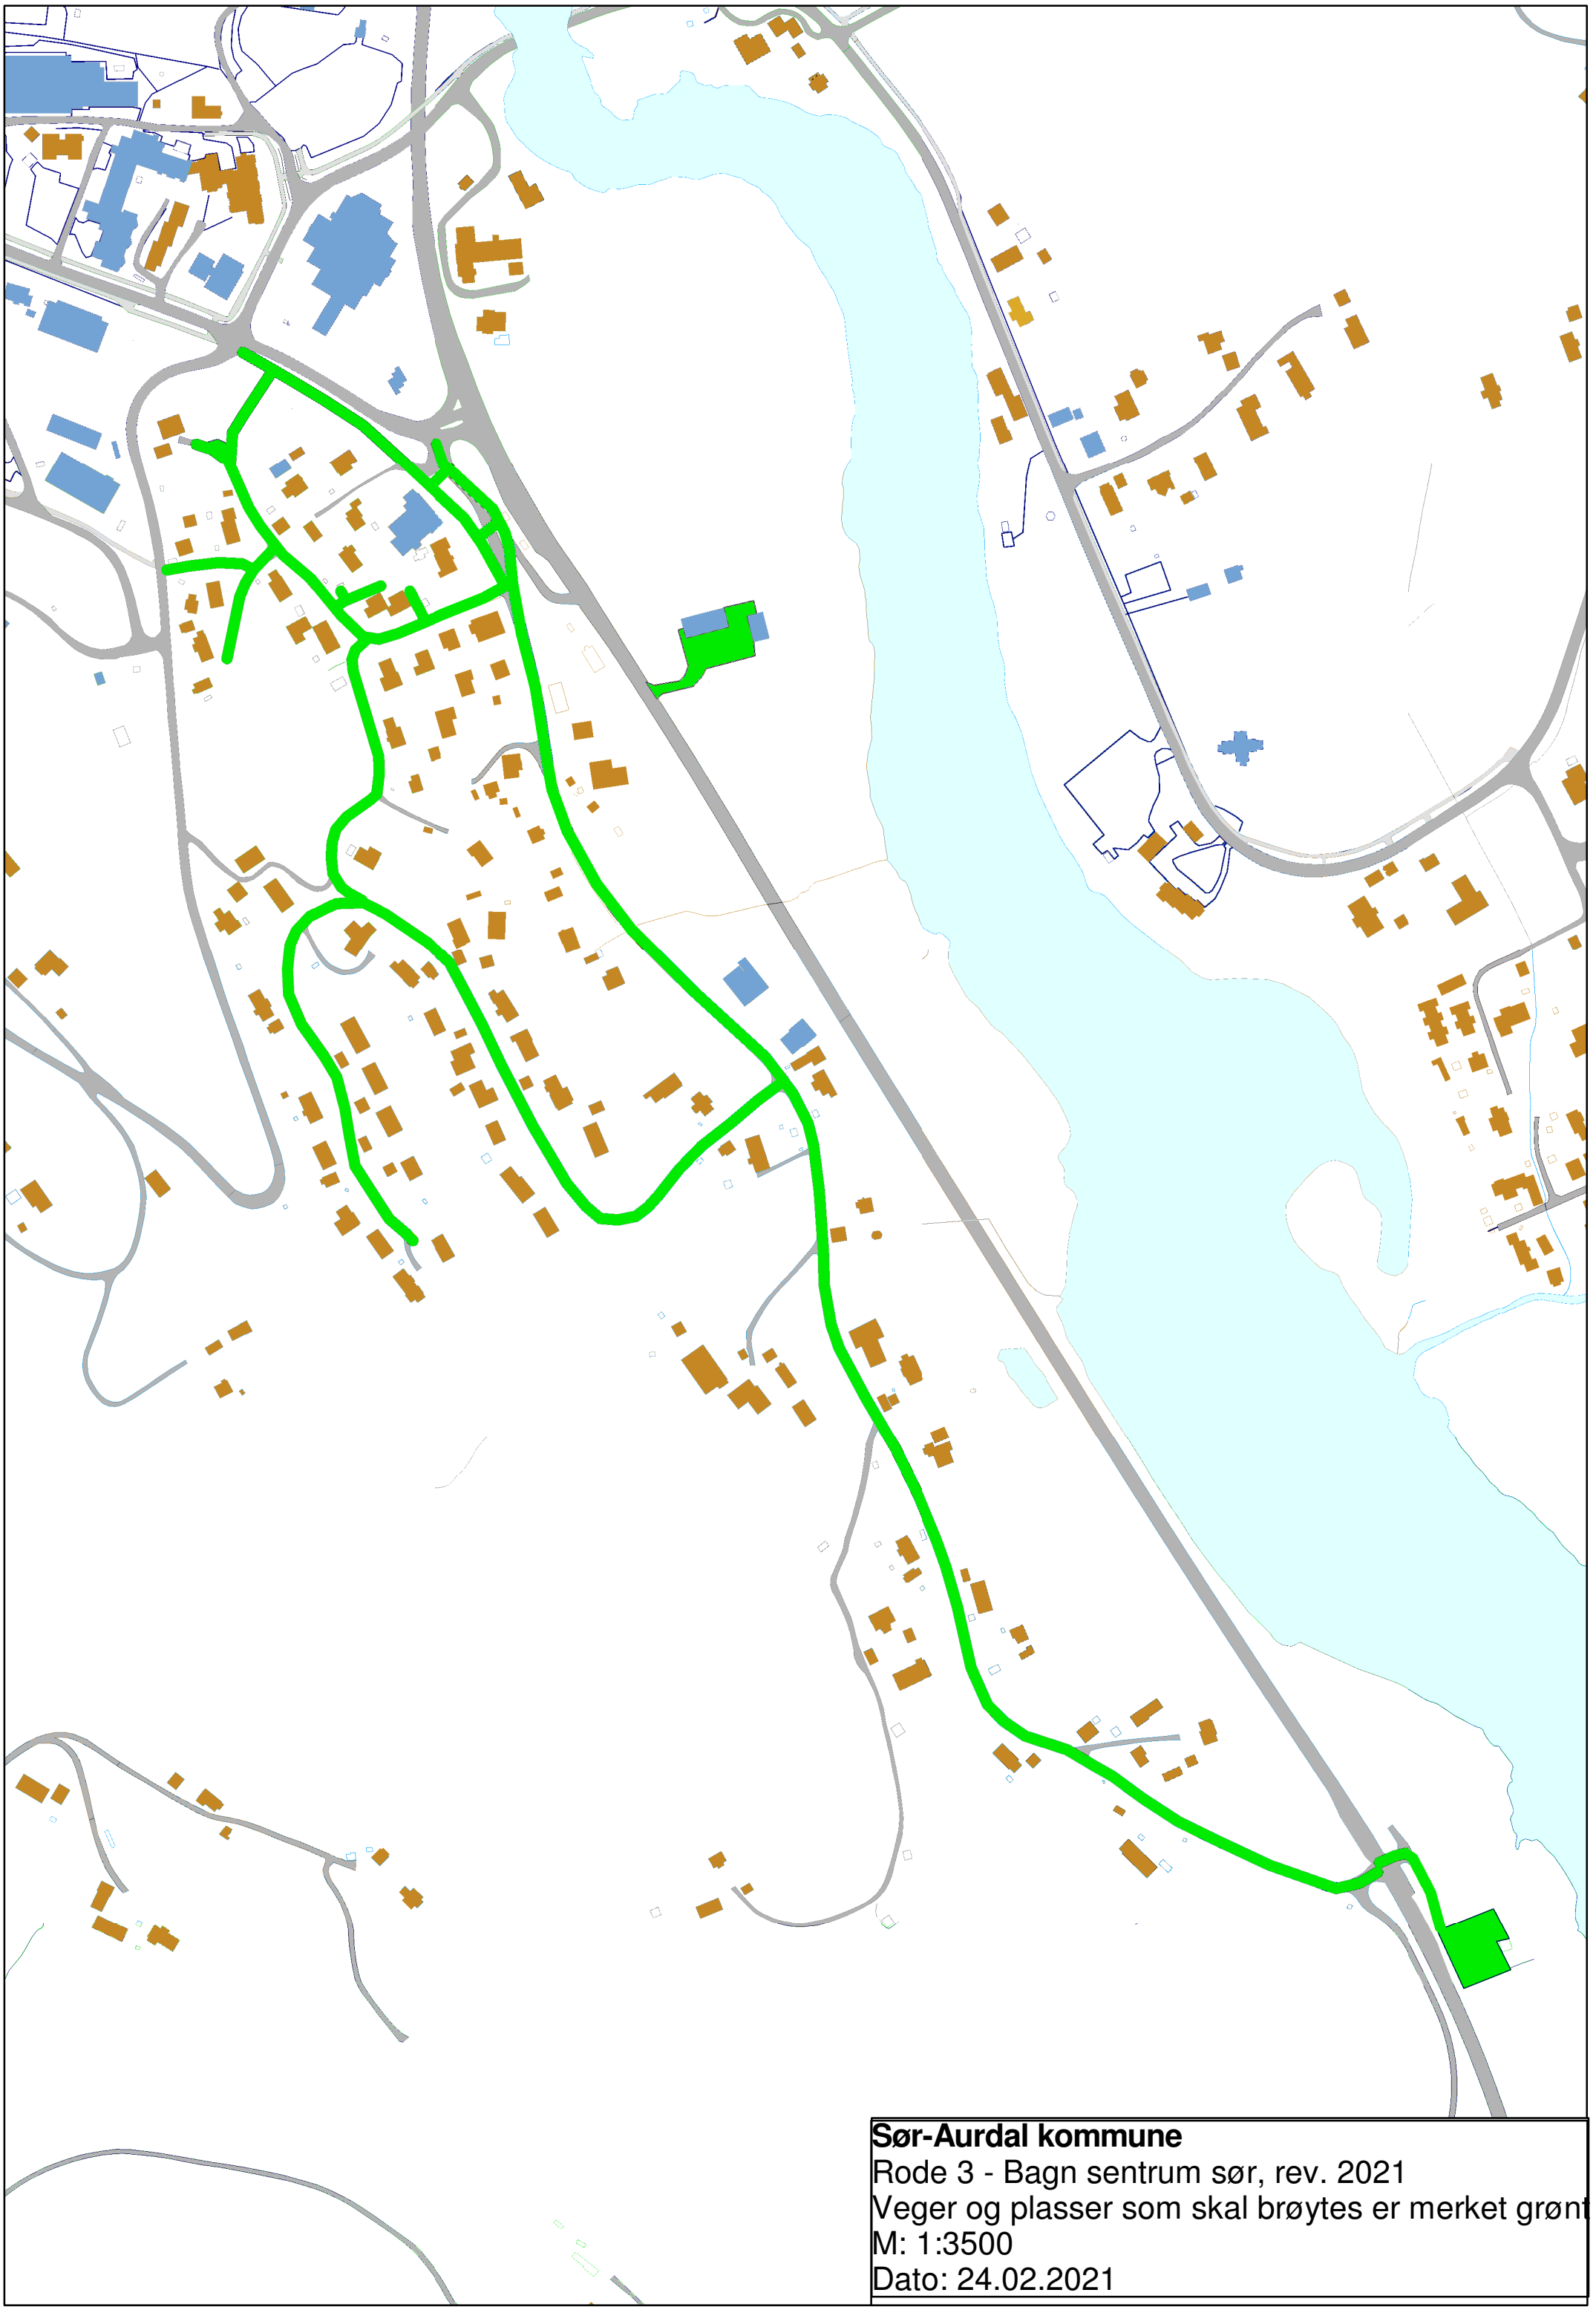 Sør-Aurdal kommune
Rode 3 - Bagn sentrum sør, rev. 2021
Veger og plasser som skal brøytes er merket grønt
M: 1:3500
Dato: 24.02.2021